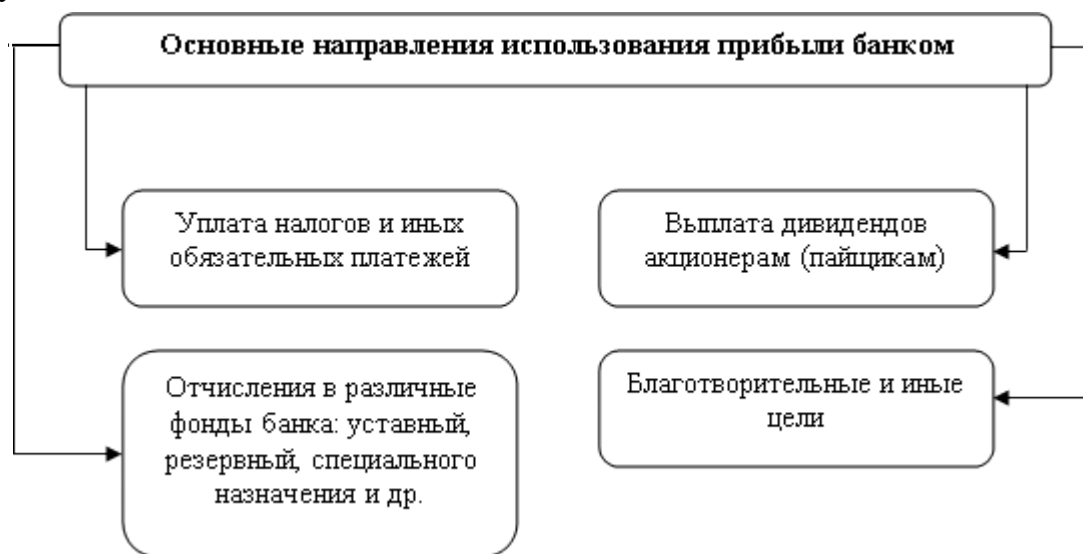 Основные направления использования прибыли банком
Уплата налогов и иных
обязательных платежей
Выплата дивидендов
акционерам (пайщикам)
Отчисления в различные
фонды банка: уставный,
резервный, специального
назначения и др.
Благотворительные и иные
цели